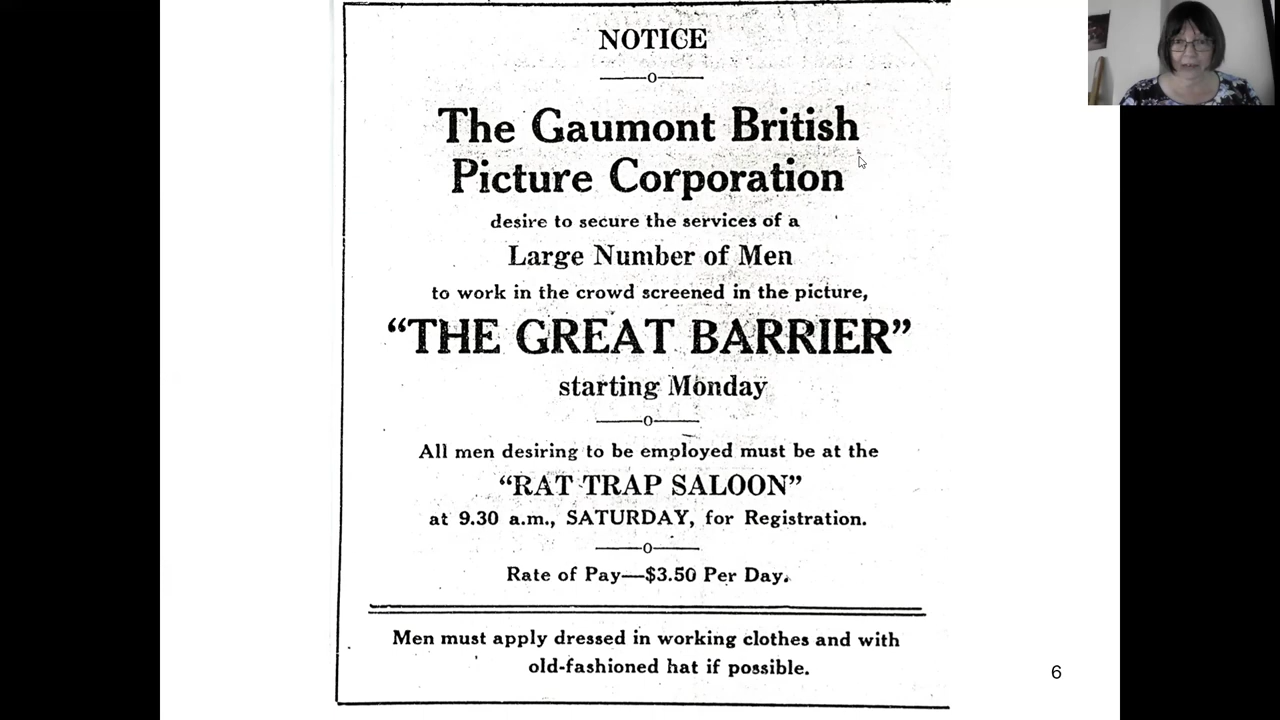 NOTICE
The Gaumont British
Picture Corporation
desire to secure the services of a
Large Number of Men
to work in the crowd screened in the picture,
“THE GREAT BARRIER”
starting Monday
All men desiring to be employed must be at the
“RAT TRAP SALOON”
at 9.30 a.m., SATURDAY, for Registration.
Rate of Pay—$3.50 Per Day.
Men must apply dressed in working clothes and with
old-fashioned hat if possible.
6